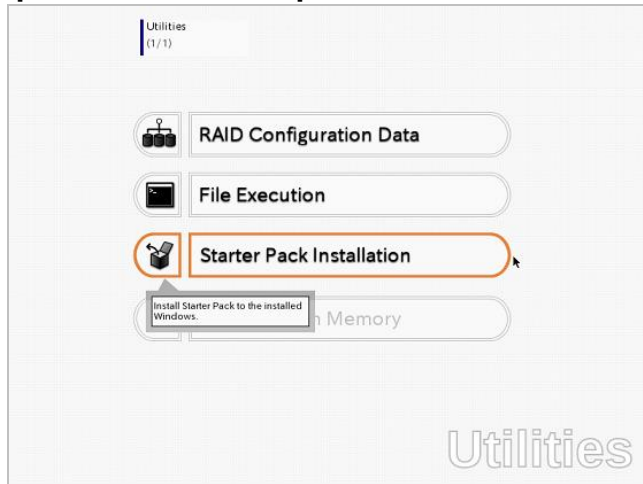 Utilities
(1/1)
RAID Configuration Data
File Execution
Starter Pack Installation
Install Starter Pack to the installed
Windows.
Memory
Utilities